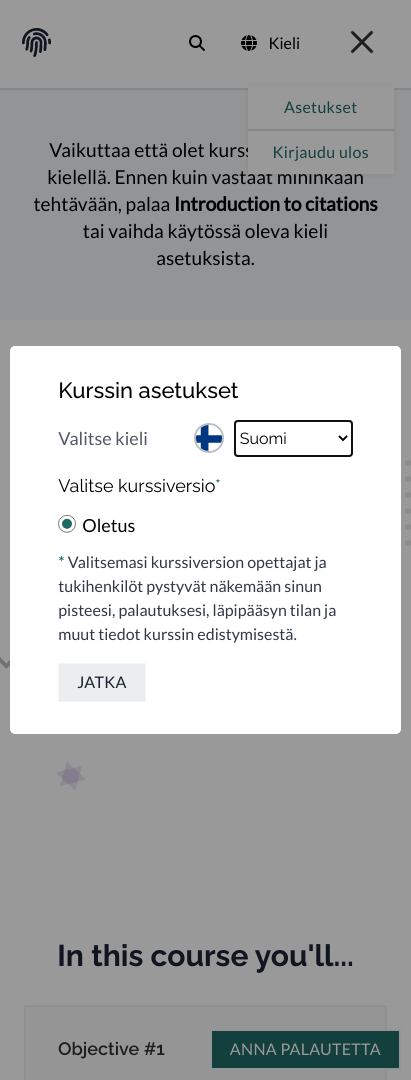 Kieli
Asetukset
Kirjaudu ulos
Vaikuttaa että olet kurss
kielellä. Ennen kuin vastaat mihinkään
tehtävään, palaa Introduction to citations
tai vaihda käytössä oleva kieli
asetuksista.
Kurssin asetukset
Valitse kieli
Suomi
Valitse kurssiversio*
Oletus
* Valitsemasi kurssiversion opettajat ja
tukihenkilöt pystyvät näkemään sinun
pisteesi, palautuksesi, läpipääsyn tilan ja
muut tiedot kurssin edistymisestä.
JATKA
In this course you'll...
Objective #1
ANNA PALAUTETTA